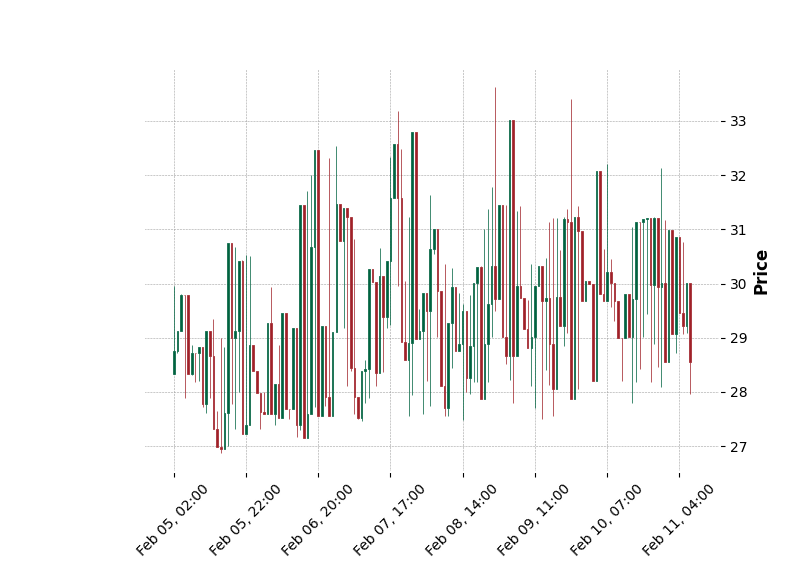 33
32
31
30
29
28
27
Price
Feb 05, 02:00
Feb 05, 22:00
Feb 06, 20:00
Feb 07, 17:00
Feb 08, 14:00
Feb 09, 11:00
Feb 10, 07:00
Feb 11, 04:00